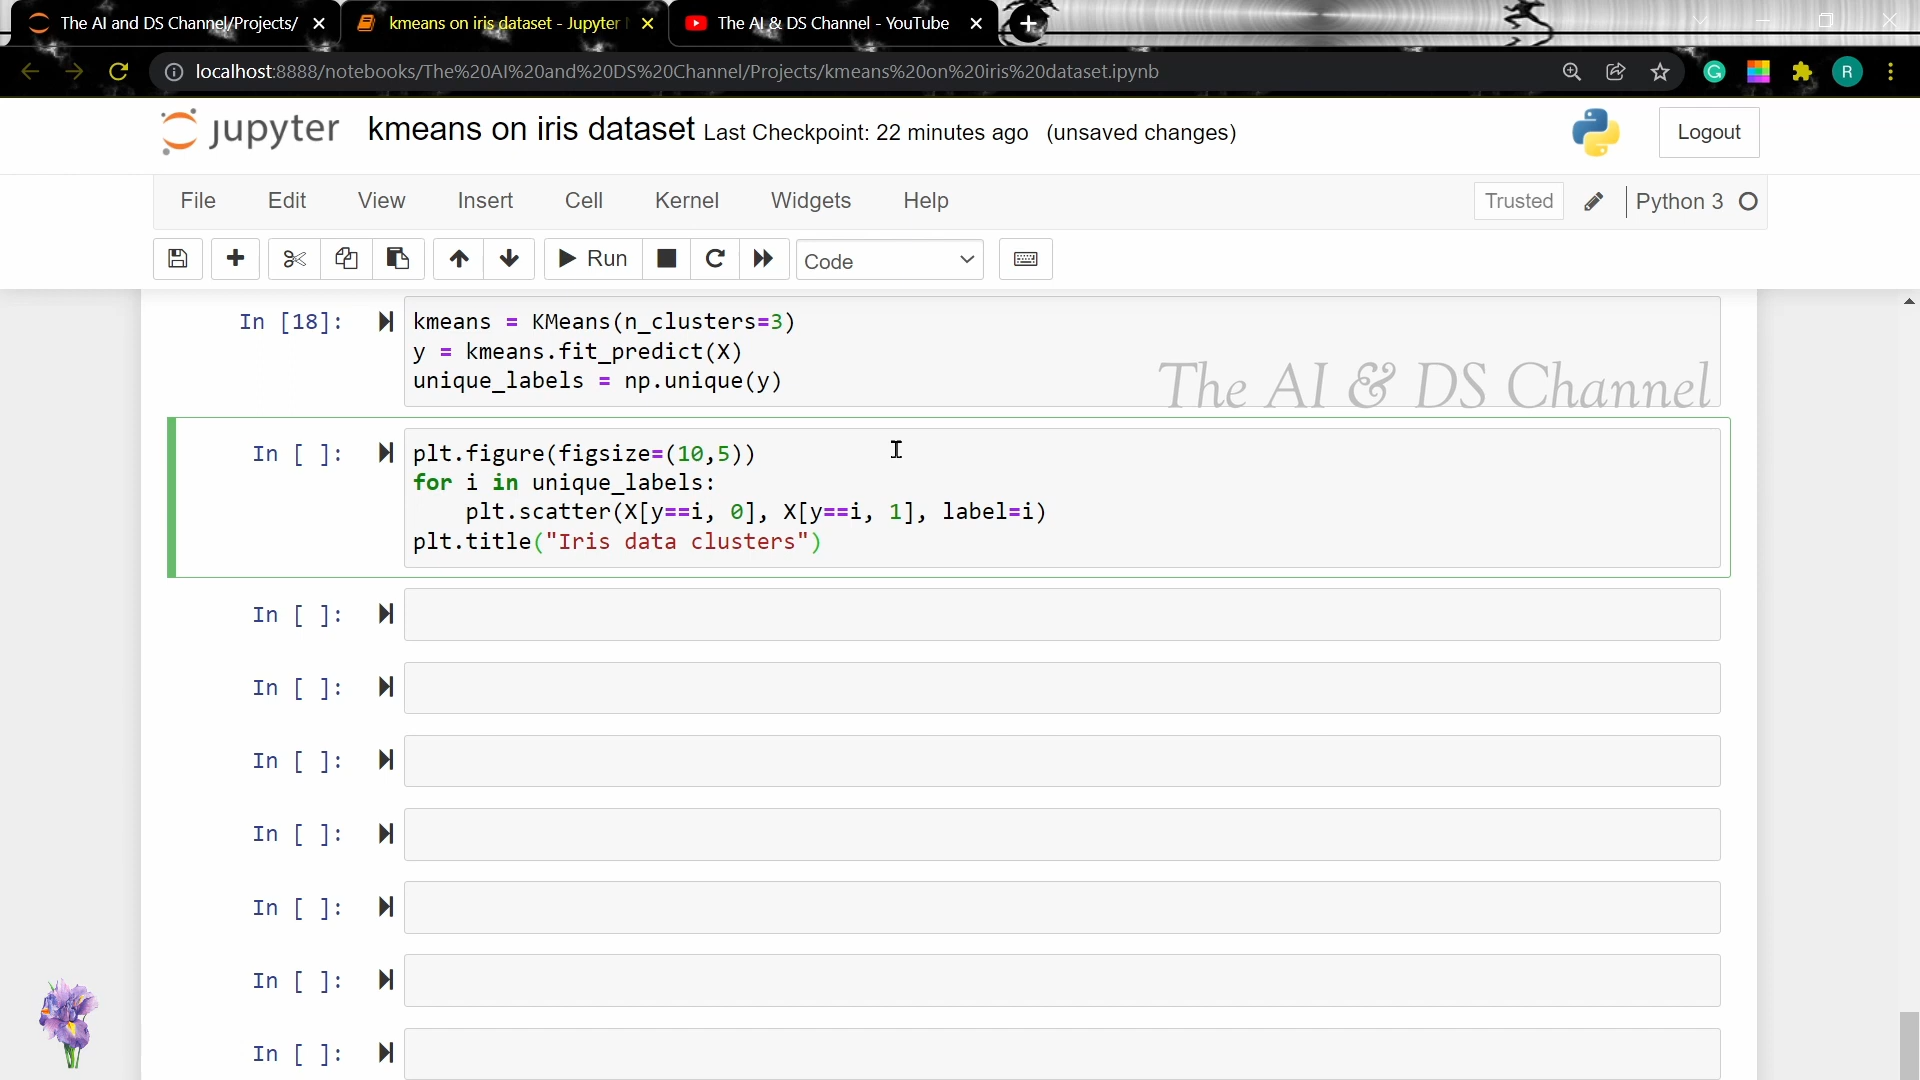 The AI and DS Channel/Projects/
kmeans on iris dataset - Jupyter
The AI & DS Channel - YouTube
localhost:8888/notebooks/The%20AI%20and%20DS%20Channel/Projects/kmeans%20on%20iris%20dataset.ipynb
R
jupyter kmeans on iris dataset Last Checkpoint: 22 minutes ago (unsaved changes)
Logout
File Edit View Insert Cell Kernel Widgets Help
Trusted Python 3
Run Code
In [18]: kmeans = KMeans(n_clusters=3)
y = kmeans.fit_predict(X)
unique_labels = np.unique(y)
The AI & DS Channel
In [ ]: plt.figure(figsize=(10,5))
for i in unique_labels:
    plt.scatter(X[y==i, 0], X[y==i, 1], label=i)
plt.title("Iris data clusters")
In [ ]:
In [ ]:
In [ ]:
In [ ]:
In [ ]:
In [ ]:
In [ ]: